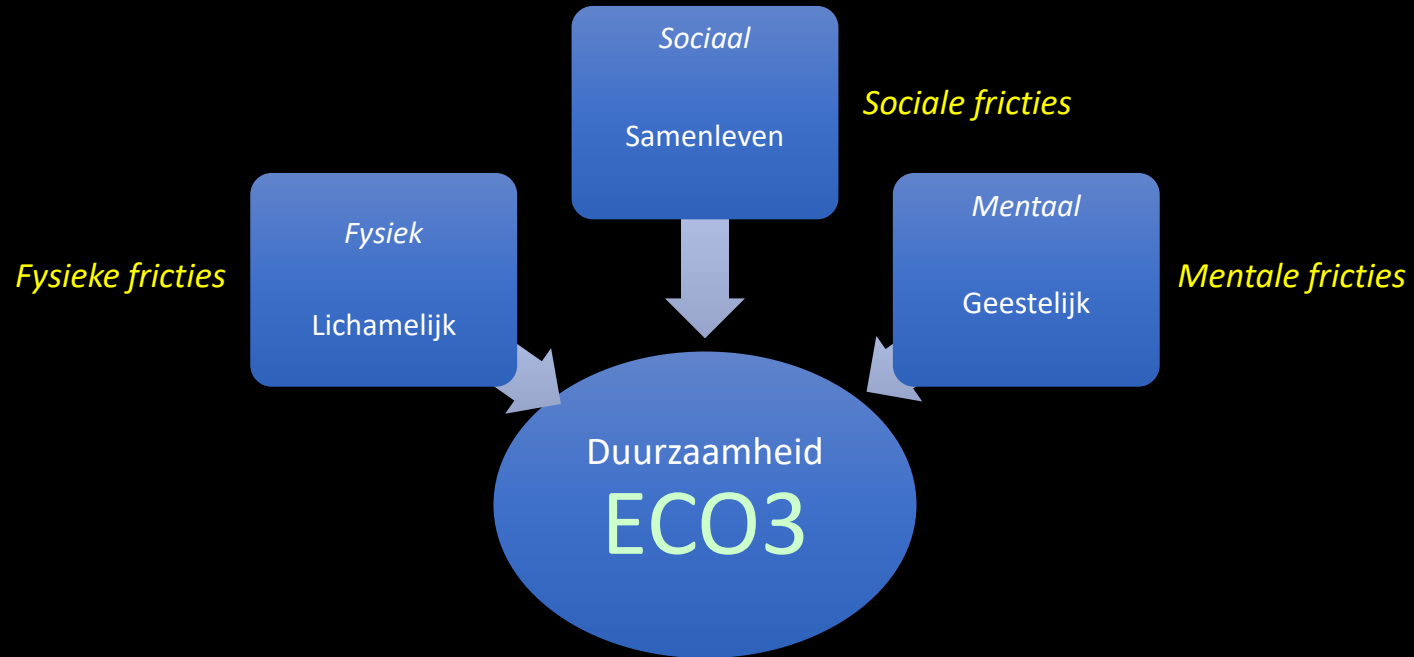 Sociaal
Samenleven
Sociale fricties
Fysiek
Lichamelijk
Fysieke fricties
Mentaal
Geestelijk
Mentale fricties
Duurzaamheid
ECO3